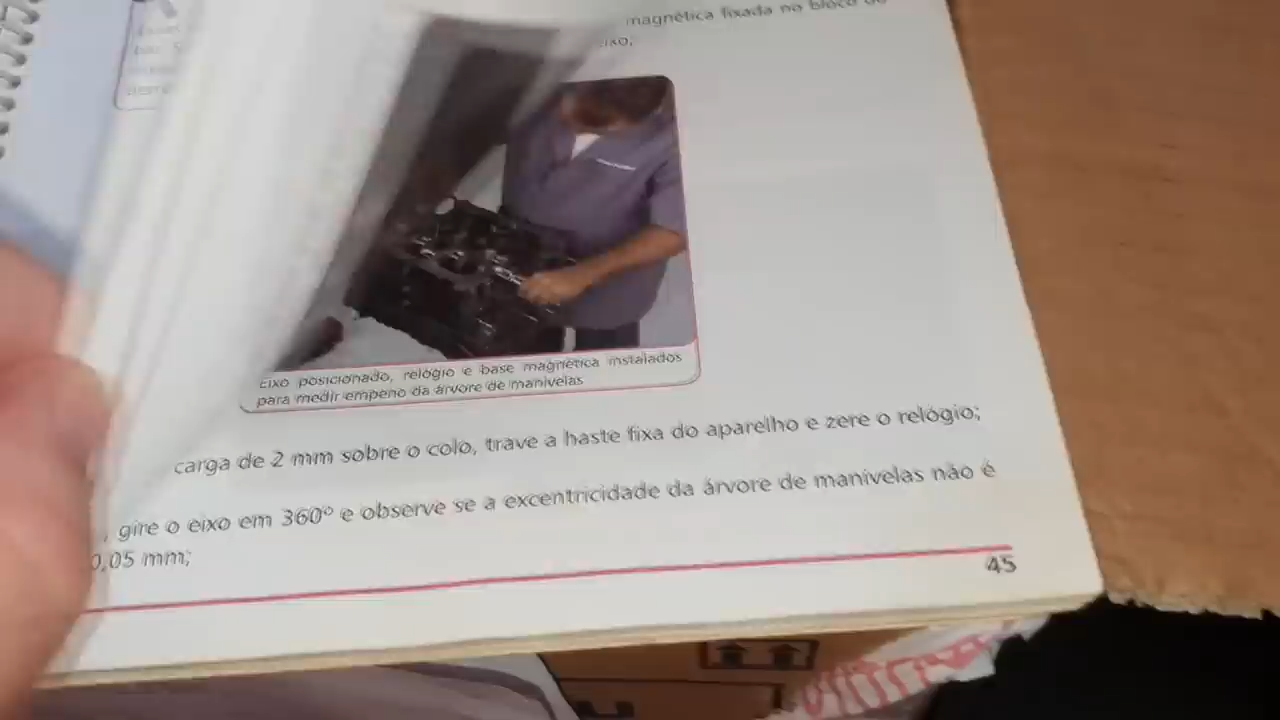 magnética fixada no bloco do
Eixo posicionado, relógio e base magnética instalados
para medir empeno da árvore de manivelas
carga de 2 mm sobre o colo, trave a haste fixa do aparelho e zere o relógio;
, gire o eixo em 360º e observe se a excentricidade da árvore de manivelas não é
0,05 mm;
45